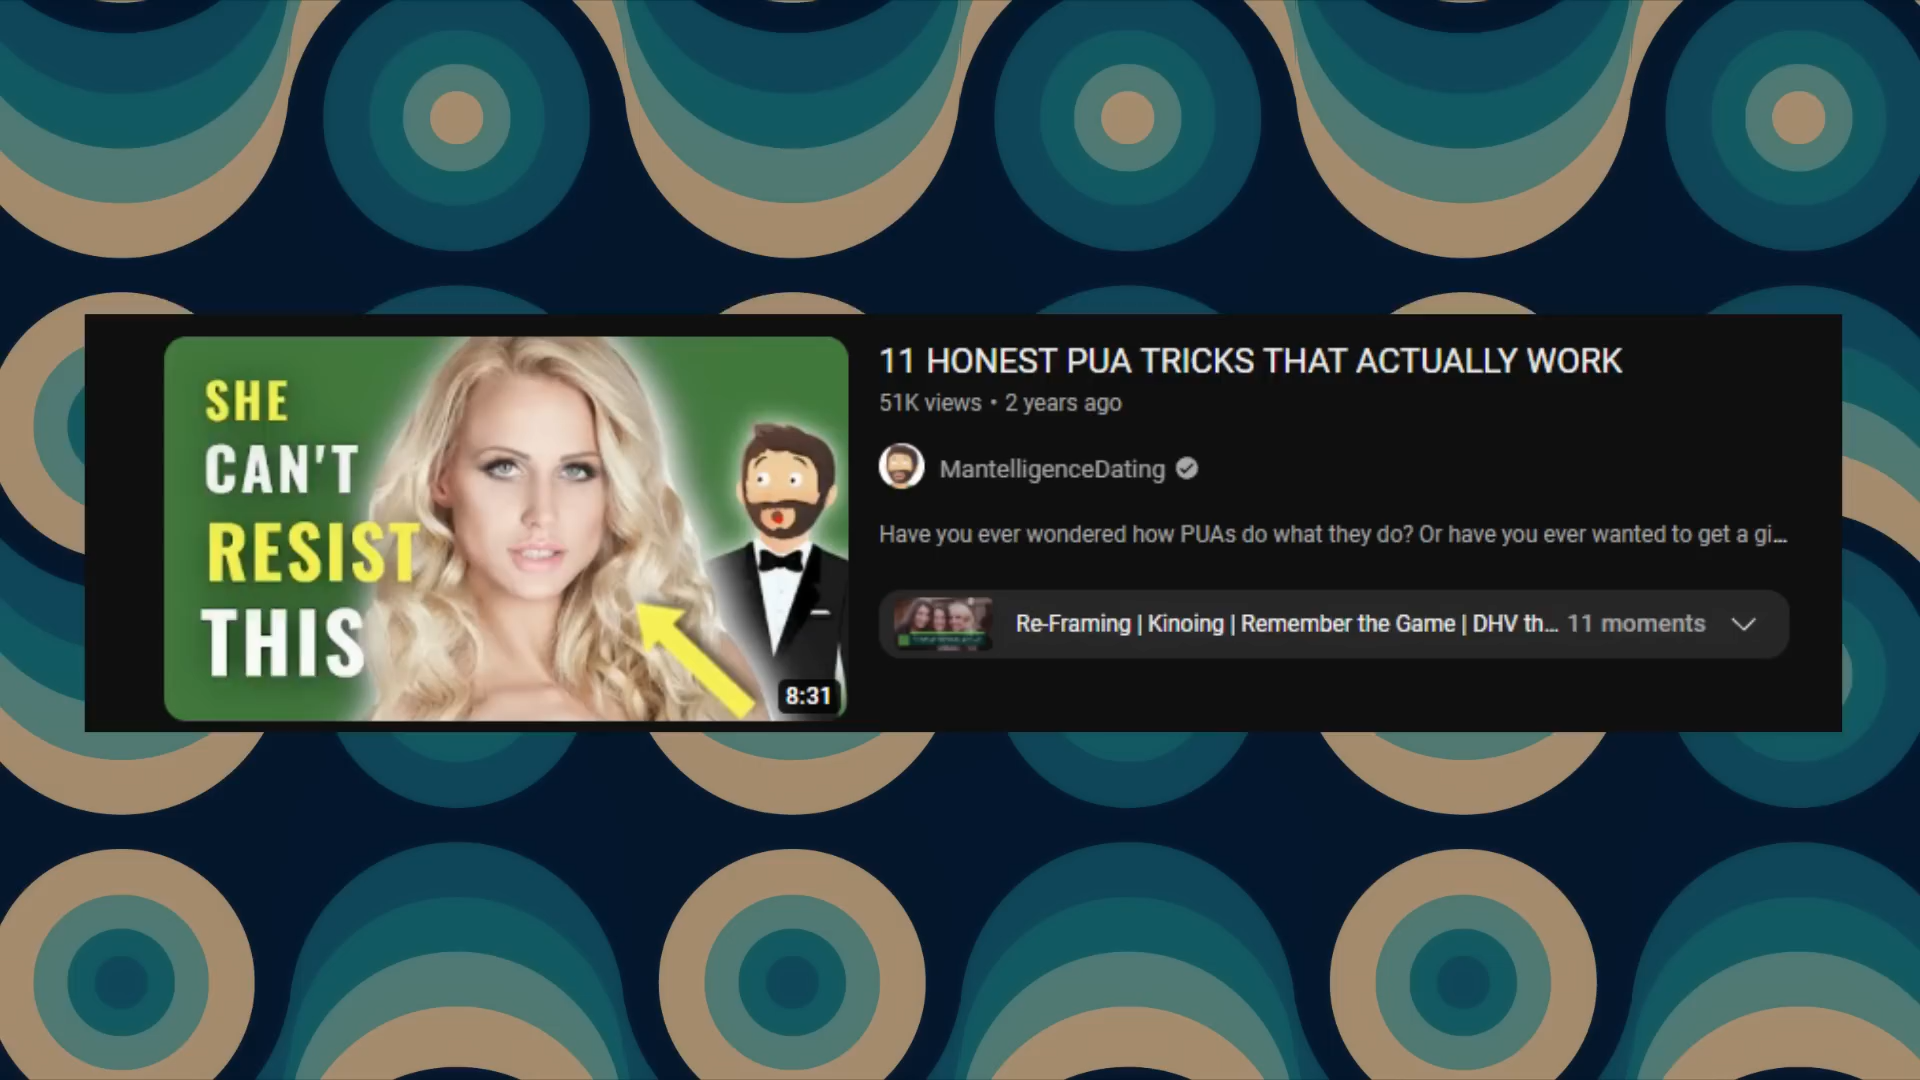 SHE
CAN'T
RESIST
THIS
8:31
11 HONEST PUA TRICKS THAT ACTUALLY WORK
51K views • 2 years ago
MantelligenceDating
Have you ever wondered how PUAs do what they do? Or have you ever wanted to get a gi...
Re-Framing | Kinoing | Remember the Game | DHV th... 11 moments